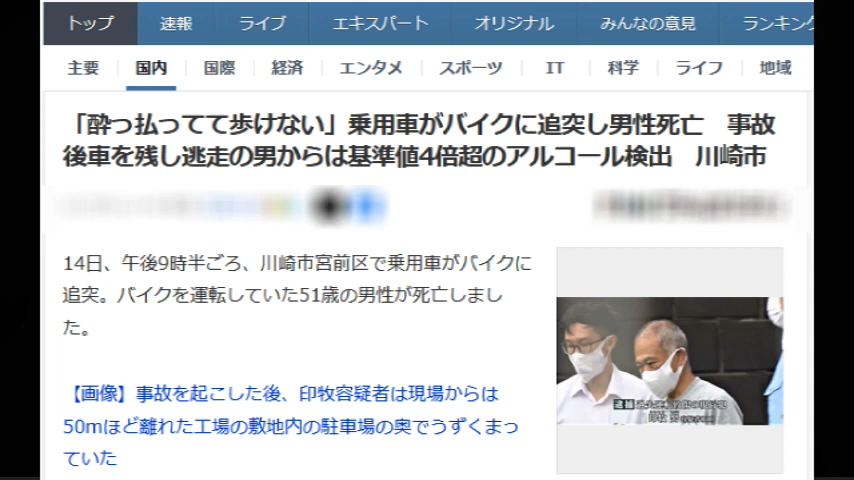 トップ 速報 ライブ エキスパート オリジナル みんなの意見 ランキング
主要 国内 国際 経済 エンタメ スポーツ IT 科学 ライフ 地域
「酔っ払ってて歩けない」乗用車がバイクに追突し男性死亡　事故
後車を残し逃走の男からは基準値4倍超のアルコール検出　川崎市
14日、午後9時半ごろ、川崎市宮前区で乗用車がバイクに
追突。バイクを運転していた51歳の男性が死亡しまし
た。
【画像】事故を起こした後、印牧容疑者は現場からは
50mほど離れた工場の敷地内の駐車場の奥でうずくまっ
ていた
逮捕